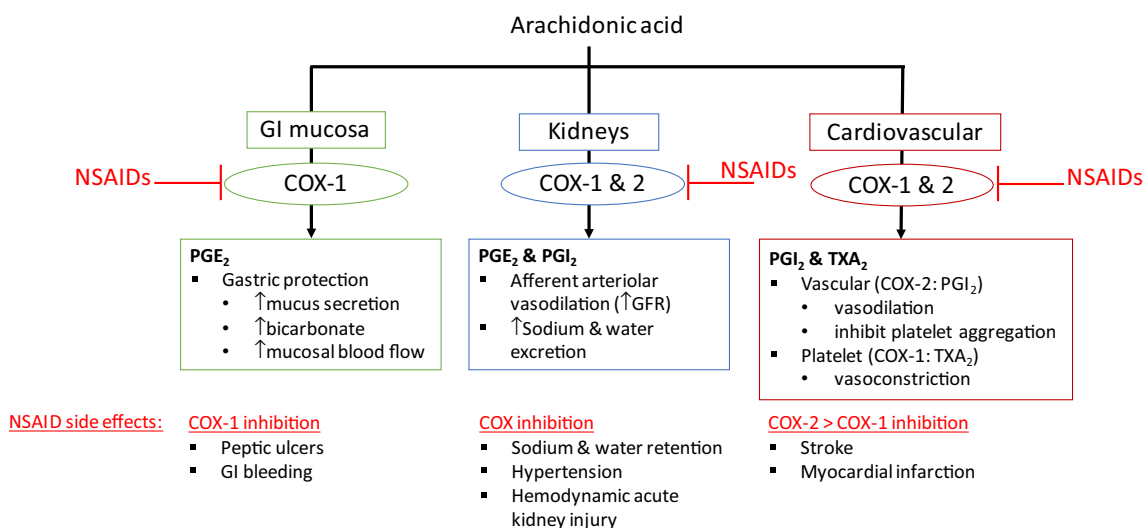 Arachidonic acid
GI mucosa
Kidneys
Cardiovascular
NSAIDs
COX-1
COX-1 & 2
NSAIDs
COX-1 & 2
NSAIDs
PGE₂
▪ Gastric protection
• ↑mucus secretion
• ↑bicarbonate
• ↑mucosal blood flow
PGE₂ & PGI₂
▪ Afferent arteriolar
vasodilation (↑GFR)
▪ ↑Sodium & water
excretion
PGI₂ & TXA₂
▪ Vascular (COX-2: PGI₂)
• vasodilation
• inhibit platelet aggregation
▪ Platelet (COX-1: TXA₂)
• vasoconstriction
NSAID side effects:
COX-1 inhibition
▪ Peptic ulcers
▪ GI bleeding
COX inhibition
▪ Sodium & water retention
▪ Hypertension
▪ Hemodynamic acute
kidney injury
COX-2 > COX-1 inhibition
▪ Stroke
▪ Myocardial infarction